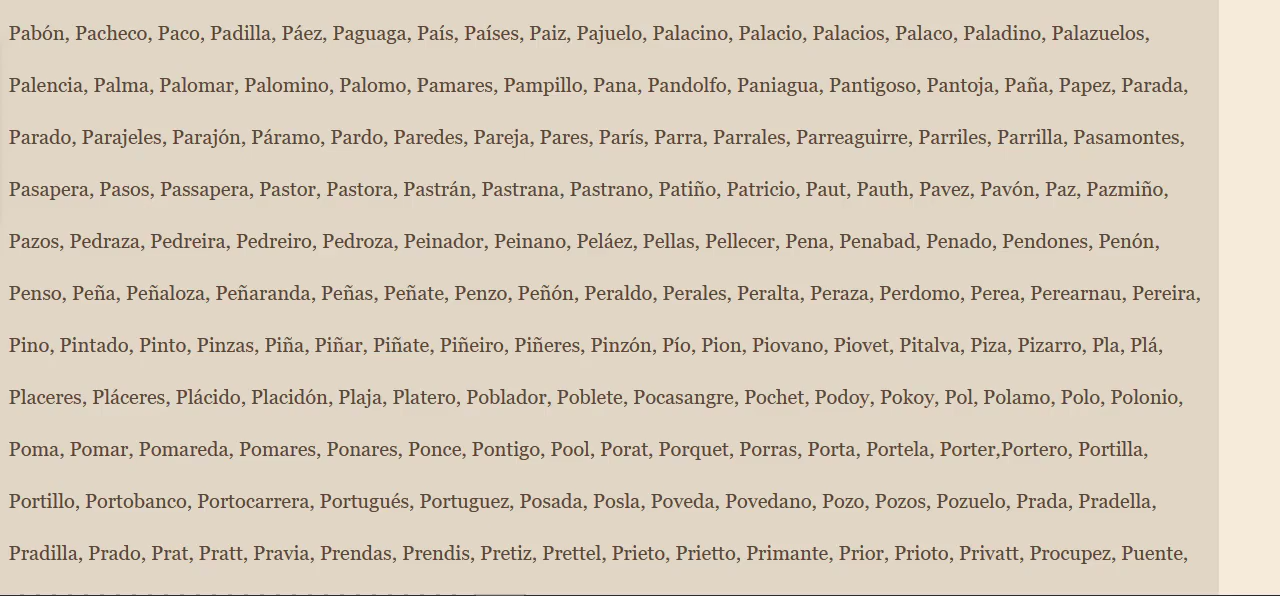 Pabón, Pacheco, Paco, Padilla, Páez, Paguaga, País, Países, Paiz, Pajuelo, Palacino, Palacio, Palacios, Palaco, Paladino, Palazuelos,
Palencia, Palma, Palomar, Palomino, Palomo, Pamares, Pampillo, Pana, Pandolfo, Paniagua, Pantigoso, Pantoja, Paña, Papez, Parada,
Parado, Parajeles, Parajón, Páramo, Pardo, Paredes, Pareja, Pares, París, Parra, Parrales, Parreaguirre, Parriles, Parrilla, Pasamontes,
Pasapera, Pasos, Passapera, Pastor, Pastora, Pastrán, Pastrana, Pastrano, Patiño, Patricio, Paut, Pauth, Pavez, Pavón, Paz, Pazmiño,
Pazos, Pedraza, Pedreira, Pedreiro, Pedroza, Peinador, Peinano, Peláez, Pellas, Pellecer, Pena, Penabad, Penado, Pendones, Penón,
Penso, Peña, Peñaloza, Peñaranda, Peñas, Peñate, Penzo, Peñón, Peraldo, Perales, Peralta, Peraza, Perdomo, Perea, Perearnau, Pereira,
Pino, Pintado, Pinto, Pinzas, Piña, Piñar, Piñate, Piñeiro, Piñeres, Pinzón, Pío, Pion, Piovano, Piovet, Pitalva, Piza, Pizarro, Pla, Plá,
Placeres, Pláceres, Plácido, Placidón, Plaja, Platero, Poblador, Poblete, Pocasangre, Pochet, Podoy, Pokoy, Pol, Polamo, Polo, Polonio,
Poma, Pomar, Pomareda, Pomares, Ponares, Ponce, Pontigo, Pool, Porat, Porquet, Porras, Porta, Portela, Porter,Portero, Portilla,
Portillo, Portobanco, Portocarrera, Portugués, Portuguez, Posada, Posla, Poveda, Povedano, Pozo, Pozos, Pozuelo, Prada, Pradella,
Pradilla, Prado, Prat, Pratt, Pravia, Prendas, Prendis, Pretiz, Prettel, Prieto, Prietto, Primante, Prior, Prioto, Privatt, Procupez, Puente,